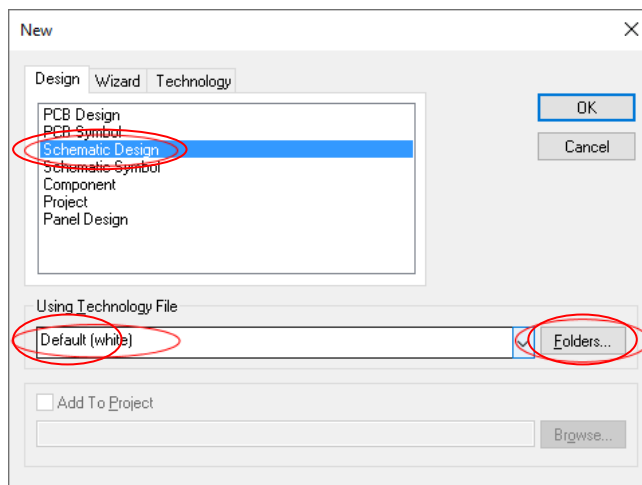 New
Design Wizard Technology
PCB Design
PCB Symbol
Schematic Design
Schematic Symbol
Component
Project
Panel Design
OK
Cancel
Using Technology File
Default (white)
Folders...
Add To Project
Browse...